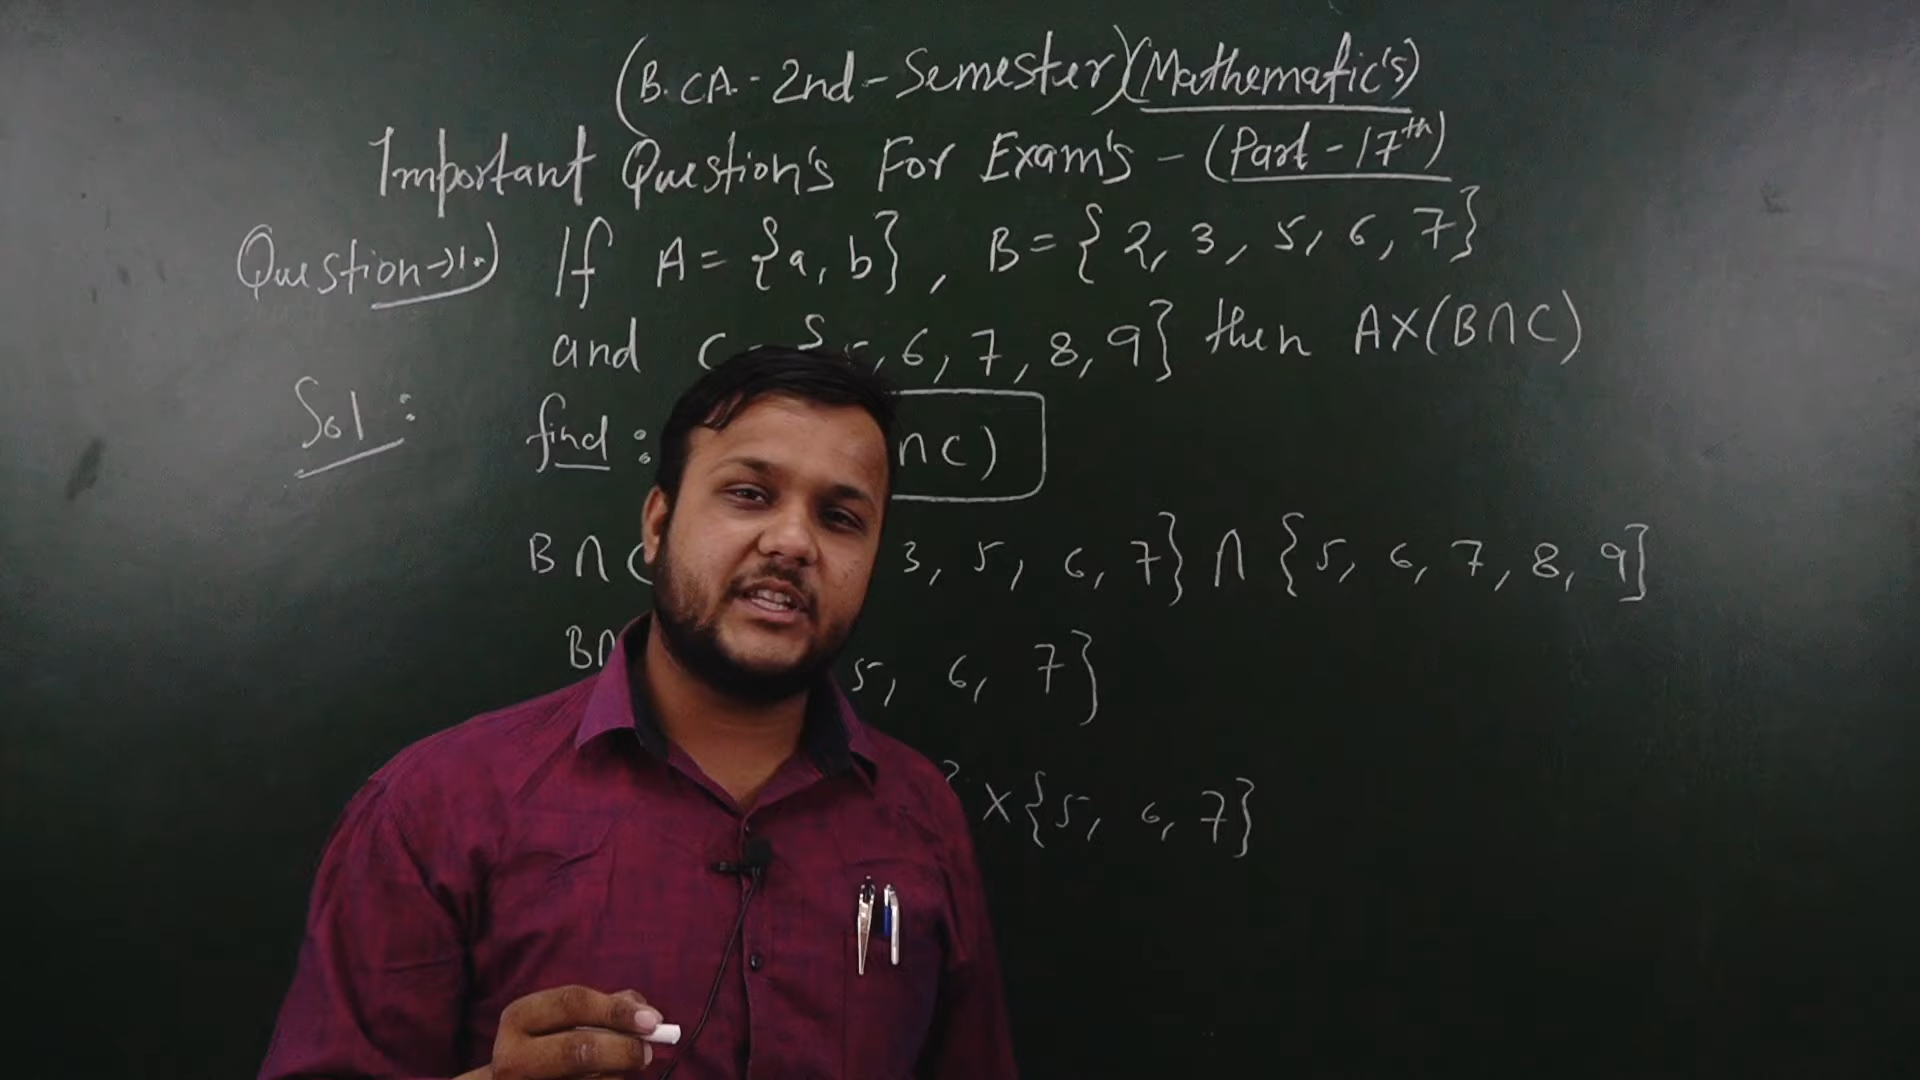 (B.CA.-2nd-Semester)(Mathematic's)
Important Question's For Exam's - (Part-17th)
Question→1.) If A = {a, b}, B = {2, 3, 5, 6, 7}
and C = {5, 6, 7, 8, 9} then A×(B∩C)
Sol: find: ∩C)
B∩C 3, 5, 6, 7} ∩ {5, 6, 7, 8, 9}
B∩ 5, 6, 7}
} × {5, 6, 7}